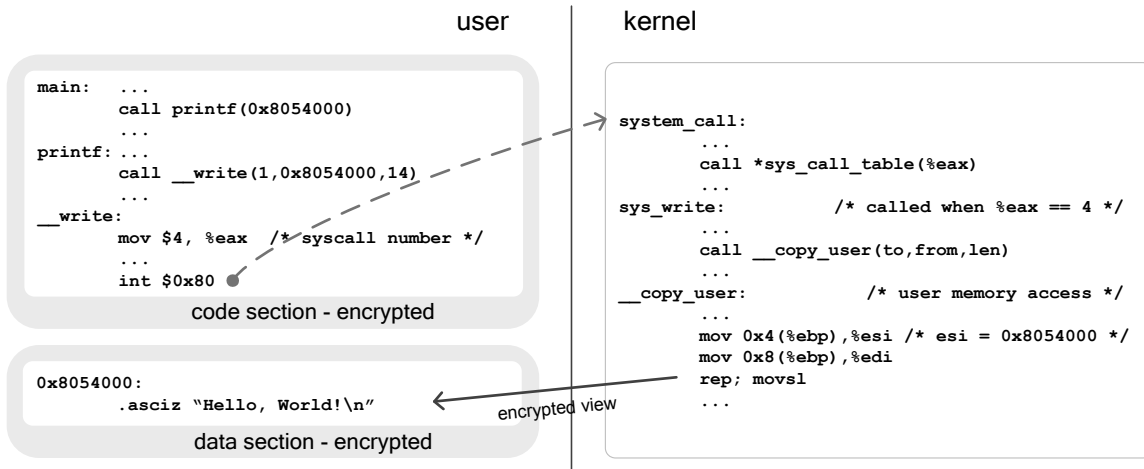 user
kernel
main: ...
call printf(0x8054000)
...
printf: ...
call __write(1,0x8054000,14)
...
__write:
mov $4, %eax /* syscall number */
...
int $0x80
code section - encrypted
0x8054000:
.asciz “Hello, World!\n”
data section - encrypted
system_call:
...
call *sys_call_table(%eax)
...
sys_write: /* called when %eax == 4 */
...
call __copy_user(to,from,len)
...
__copy_user: /* user memory access */
...
mov 0x4(%ebp),%esi /* esi = 0x8054000 */
mov 0x8(%ebp),%edi
rep; movsl
...
encrypted view